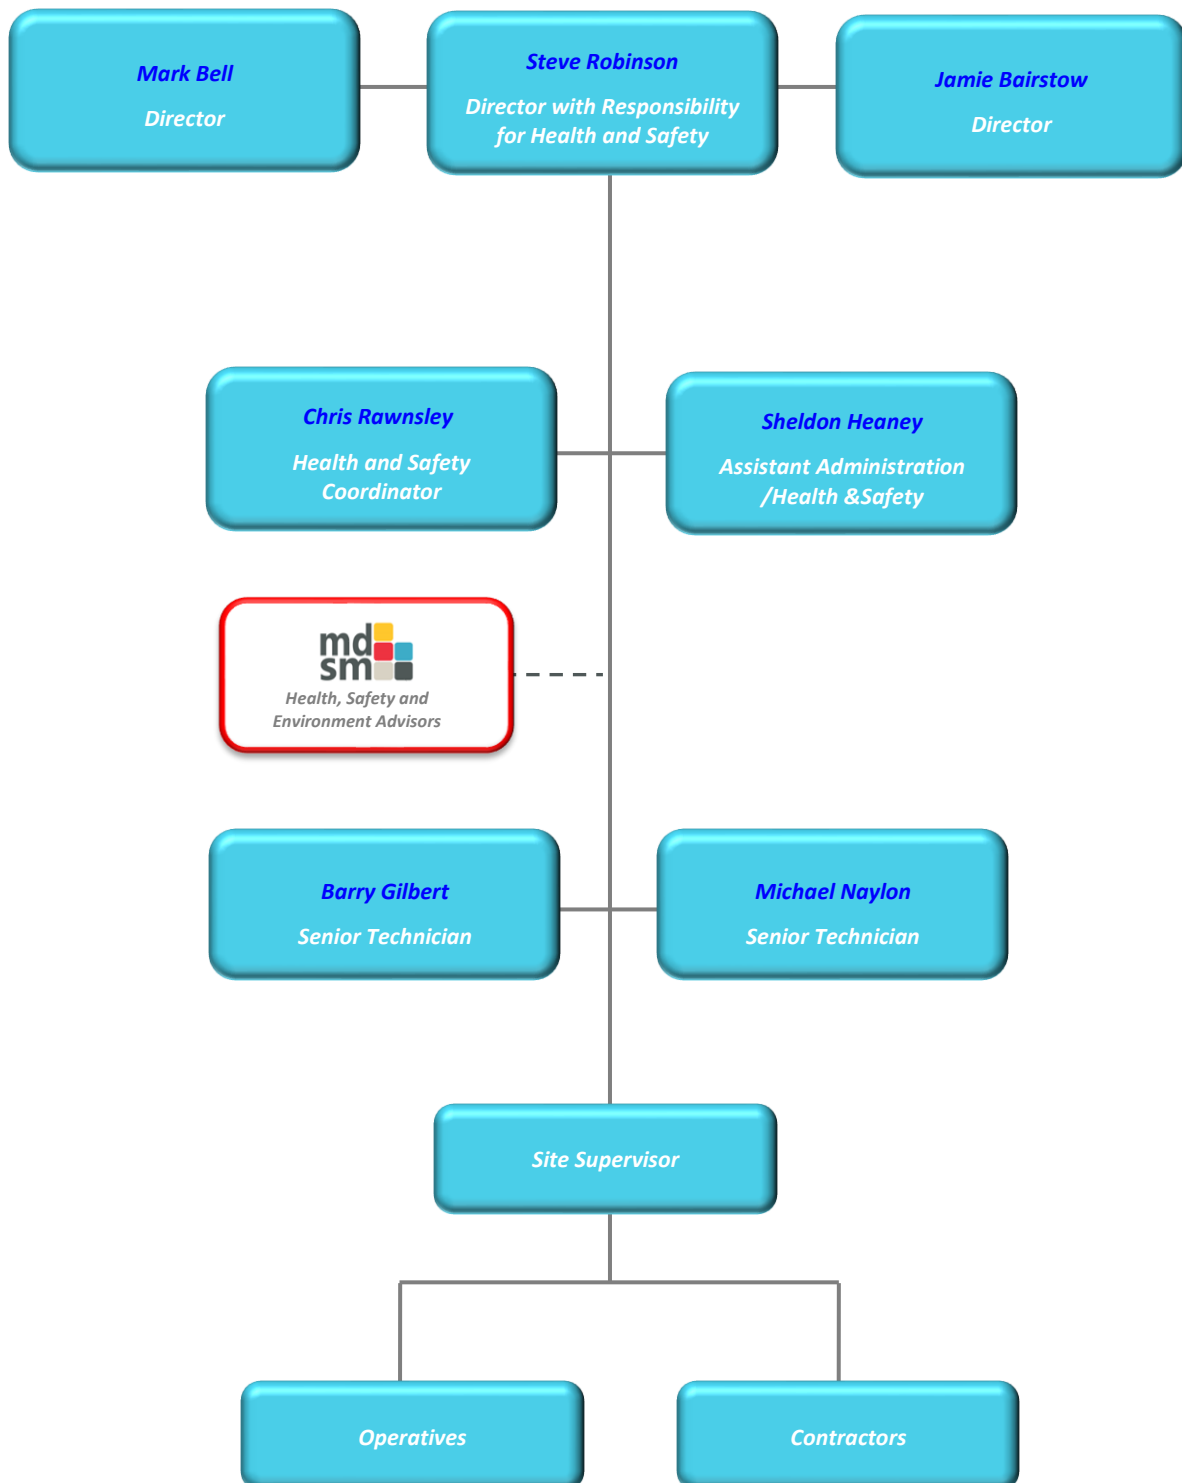 Mark Bell
Director
Steve Robinson
Director with Responsibility
for Health and Safety
Jamie Bairstow
Director
Chris Rawnsley
Health and Safety
Coordinator
Sheldon Heaney
Assistant Administration
/Health &Safety
md
sm
Health, Safety and
Environment Advisors
Barry Gilbert
Senior Technician
Michael Naylon
Senior Technician
Site Supervisor
Operatives
Contractors